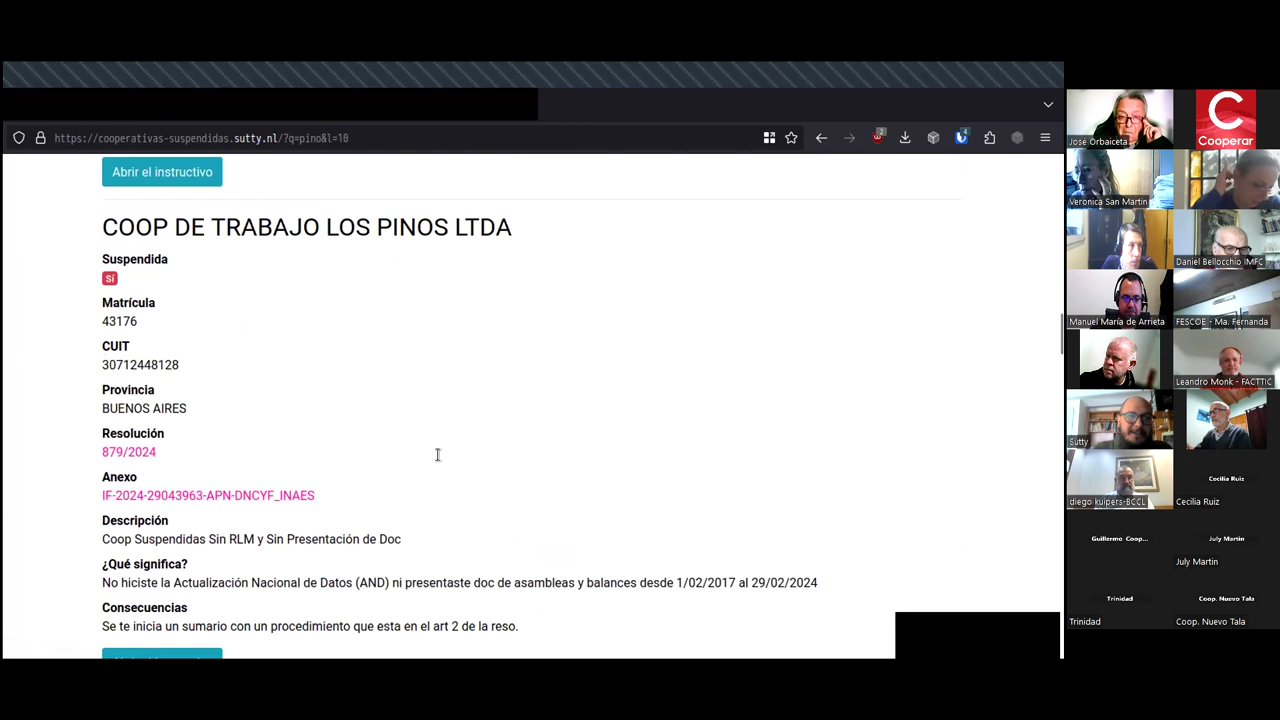 https://cooperativas-suspendidas.sutty.nl/?q=pino&l=10
2
4
Abrir el instructivo
COOP DE TRABAJO LOS PINOS LTDA
Suspendida
sí
Matrícula
43176
CUIT
30712448128
Provincia
BUENOS AIRES
Resolución
879/2024
Anexo
IF-2024-29043963-APN-DNCYF_INAES
Descripción
Coop Suspendidas Sin RLM y Sin Presentación de Doc
¿Qué significa?
No hiciste la Actualización Nacional de Datos (AND) ni presentaste doc de asambleas y balances desde 1/02/2017 al 29/02/2024
Consecuencias
Se te inicia un sumario con un procedimiento que esta en el art 2 de la reso.
José Orbaiceta
Cooperar
Veronica San Martin
Daniel Bellocchio IMFC
Manuel María de Arrieta
FESCOE - Ma. Fernanda
Leandro Monk - FACTTIC
Sutty
diego kuipers-BCCL
Cecilia Ruiz
Cecilia Ruiz
Guillermo Coop...
July Martin
July Martin
Trinidad
Trinidad
Coop. Nuevo Tala
Coop. Nuevo Tala